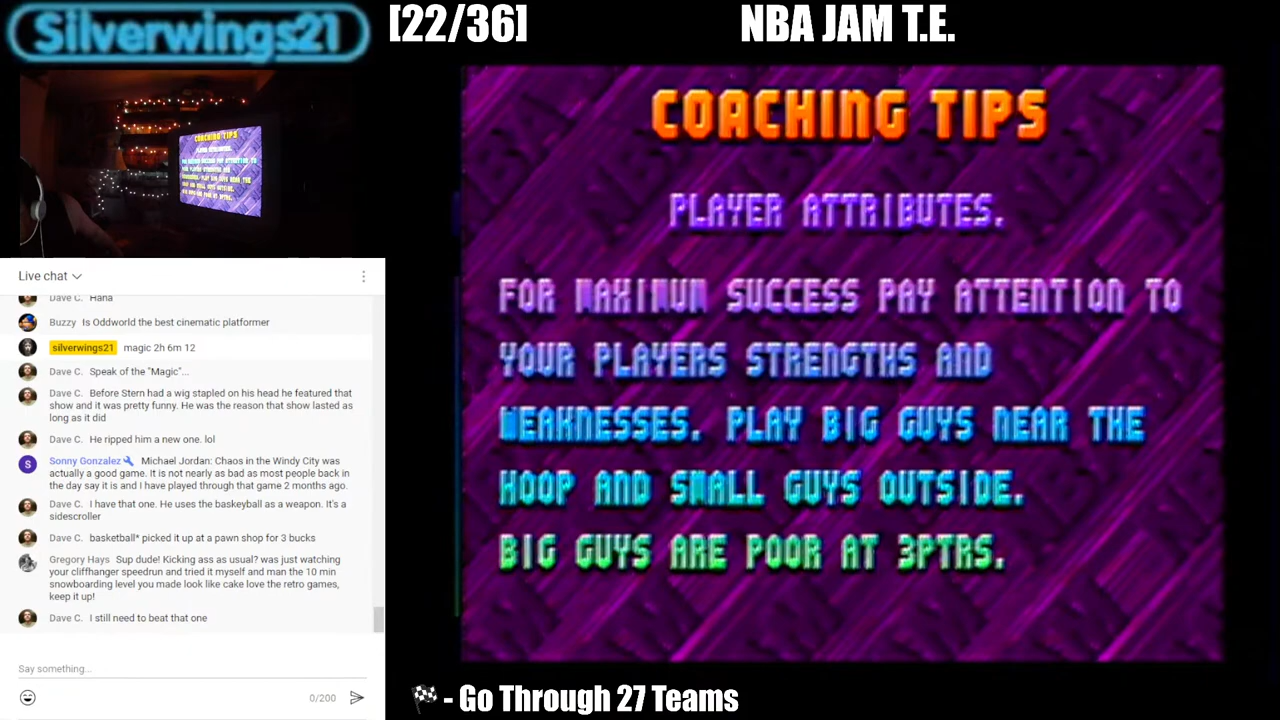 Silverwings21
[22/36]
NBA JAM T.E.
COACHING TIPS
PLAYER ATTRIBUTES.
FOR MAXIMUM SUCCESS PAY ATTENTION TO
YOUR PLAYERS STRENGTHS AND
WEAKNESSES. PLAY BIG GUYS NEAR THE
HOOP AND SMALL GUYS OUTSIDE.
BIG GUYS ARE POOR AT 3PTRS.
Live chat
Dave C. Haha
Buzzy Is Oddworld the best cinematic platformer
silverwings21 magic 2h 6m 12
Dave C. Speak of the "Magic"...
Dave C. Before Stern had a wig stapled on his head he featured that
show and it was pretty funny. He was the reason that show lasted as
long as it did
Dave C. He ripped him a new one. lol
S Sonny Gonzalez Michael Jordan: Chaos in the Windy City was
actually a good game. It is not nearly as bad as most people back in
the day say it is and I have played through that game 2 months ago.
Dave C. I have that one. He uses the baskeyball as a weapon. It's a
sidescroller
Dave C. basketball* picked it up at a pawn shop for 3 bucks
Gregory Hays Sup dude! Kicking ass as usual? was just watching
your cliffhanger speedrun and tried it myself and man the 10 min
snowboarding level you made look like cake love the retro games,
keep it up!
Dave C. I still need to beat that one
Say something...
0/200
- Go Through 27 Teams